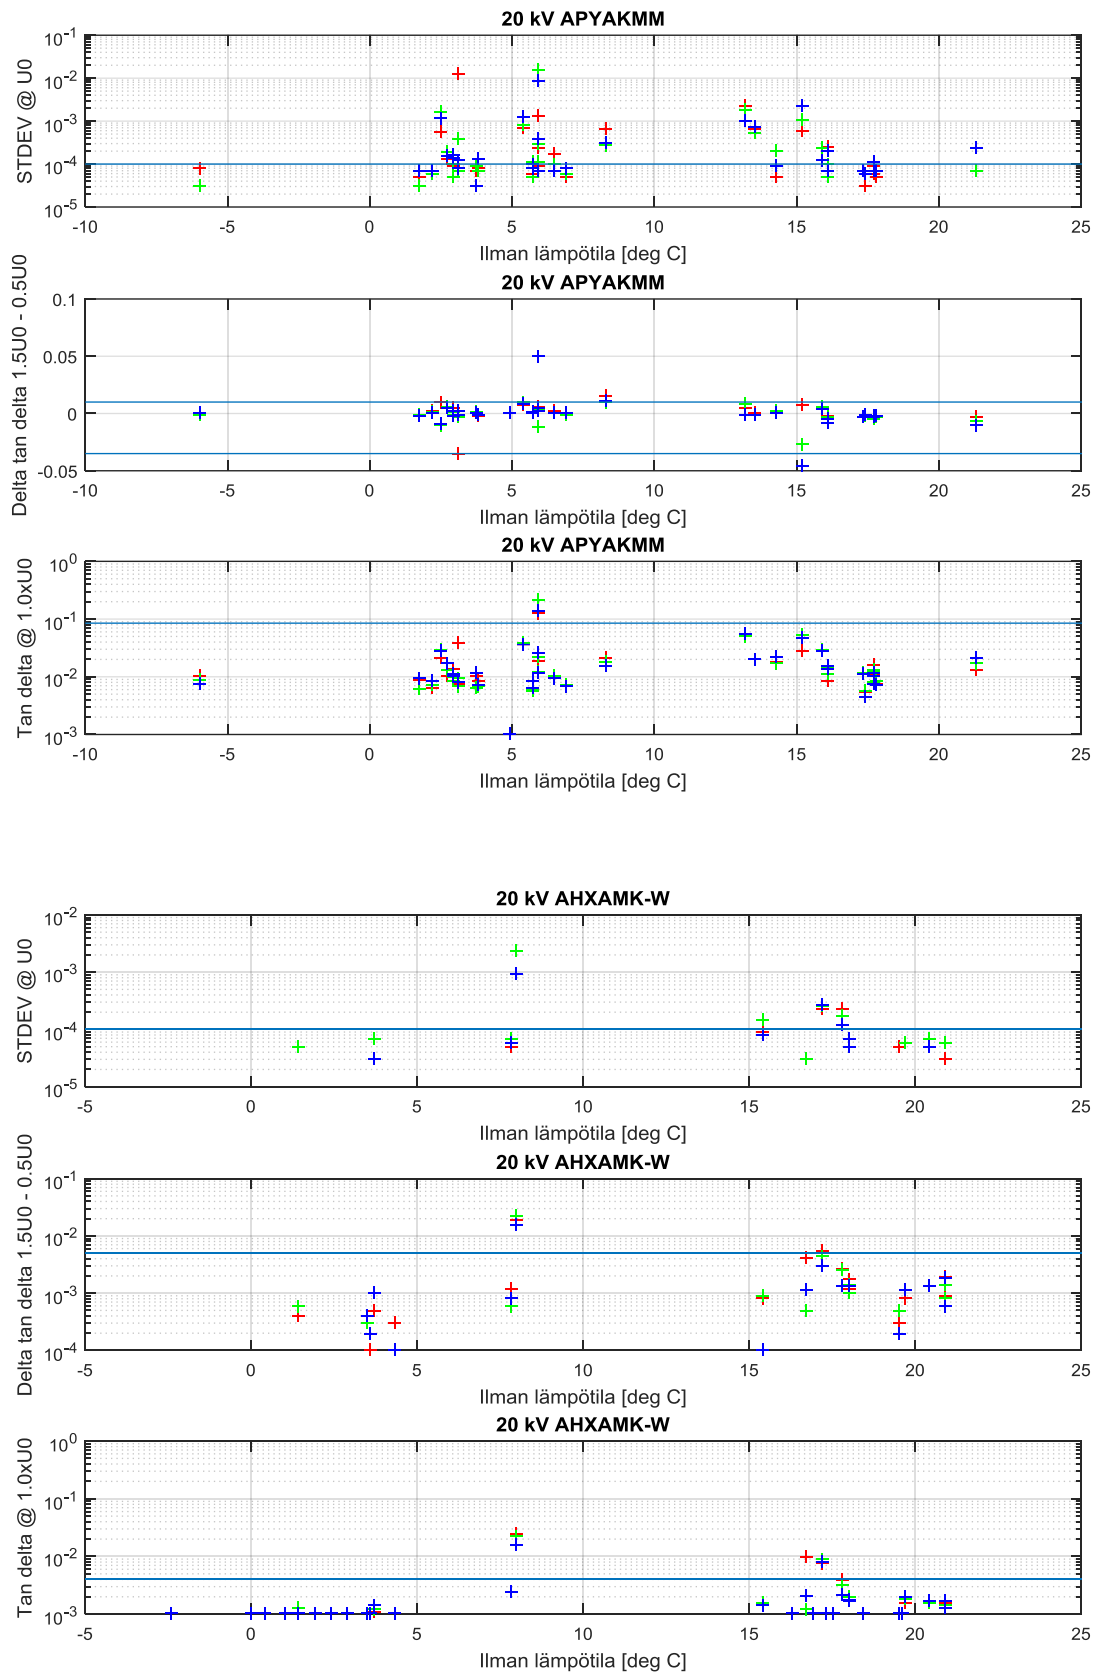 20 kV APYAKMM
STDEV @ U0
10^-1
10^-2
10^-3
10^-4
10^-5
-10 -5 0 5 10 15 20 25
Ilman lämpötila [deg C]
20 kV APYAKMM
Delta tan delta 1.5U0 - 0.5U0
0.1
0.05
0
-0.05
-10 -5 0 5 10 15 20 25
Ilman lämpötila [deg C]
20 kV APYAKMM
Tan delta @ 1.0xU0
10^0
10^-1
10^-2
10^-3
-10 -5 0 5 10 15 20 25
Ilman lämpötila [deg C]
20 kV AHXAMK-W
STDEV @ U0
10^-2
10^-3
10^-4
10^-5
-5 0 5 10 15 20 25
Ilman lämpötila [deg C]
20 kV AHXAMK-W
Delta tan delta 1.5U0 - 0.5U0
10^-1
10^-2
10^-3
10^-4
-5 0 5 10 15 20 25
Ilman lämpötila [deg C]
20 kV AHXAMK-W
Tan delta @ 1.0xU0
10^0
10^-1
10^-2
10^-3
-5 0 5 10 15 20 25
Ilman lämpötila [deg C]